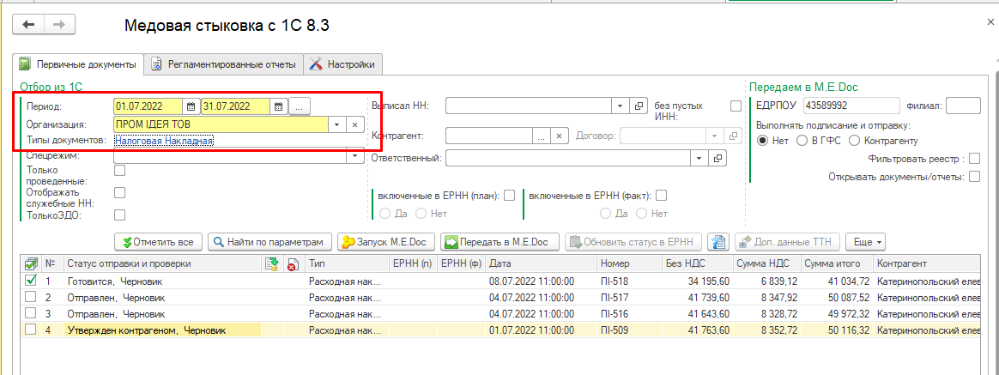 Медовая стыковка с 1С 8.3
Первичные документы
Регламентированные отчеты
Настройки
Отбор из 1С
Передаем в M.E.Doc
Период: 01.07.2022 31.07.2022 ...
Выписал НН:
без пустых
ИНН:
ЕДРПОУ 43589992 филиал:
Организация: ПРОМ ІДЕЯ ТОВ
Выполнять подписание и отправку:
Типы документов: Налоговая Накладная
Контрагент: ...
Договор:
Нет В ГФС Контрагенту
Спецрежим:
Ответственный:
Фильтровать реестр :
Только
проведенные:
Открывать документы/отчеты:
Отображать
служебные НН:
включенные в ЕРНН (план):
включенные в ЕРНН (факт):
ТолькоЭДО:
Да Нет
Да Нет
Отметить все
Найти по параметрам
Запуск M.E.Doc
Передать в M.E.Doc
Обновить статус в ЕРНН
Доп. данные ТТН
Еще
№ Статус отправки и проверки Тип ЕРНН (п) ЕРНН (ф) Дата Номер Без НДС Сумма НДС Сумма итого Контрагент
1 Готовится, Черновик Расходная нак... 08.07.2022 11:00:00 ПІ-518 34 195,60 6 839,12 41 034,72 Катеринопольский елев
2 Отправлен, Черновик Расходная нак... 04.07.2022 11:00:00 ПІ-517 41 739,60 8 347,92 50 087,52 Катеринопольский елев
3 Отправлен, Черновик Расходная нак... 04.07.2022 11:00:00 ПІ-516 41 643,60 8 328,72 49 972,32 Катеринопольский елев
4 Утвержден контрагеном, Черновик Расходная нак... 01.07.2022 11:00:00 ПІ-509 41 763,60 8 352,72 50 116,32 Катеринопольский елев